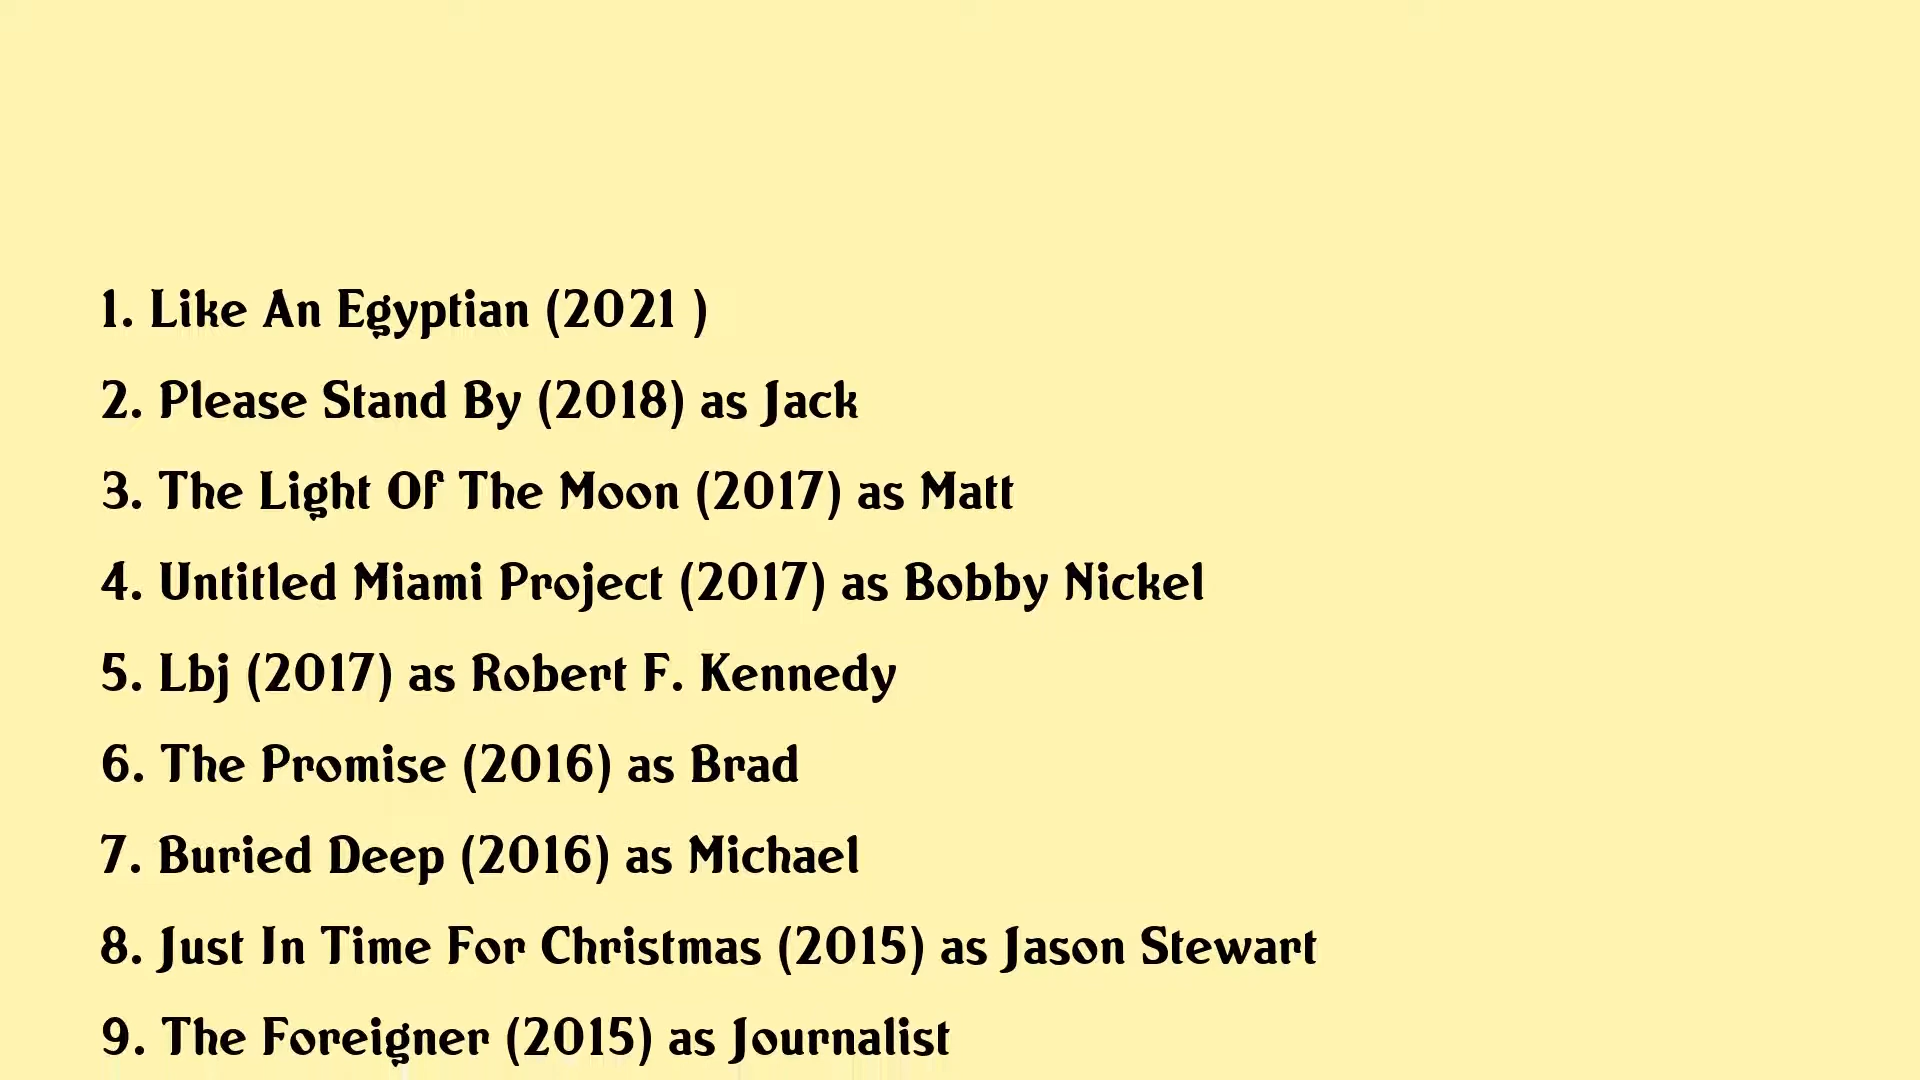 1. Like An Egyptian (2021 )
2. Please Stand By (2018) as Jack
3. The Light Of The Moon (2017) as Matt
4. Untitled Miami Project (2017) as Bobby Nickel
5. Lbj (2017) as Robert F. Kennedy
6. The Promise (2016) as Brad
7. Buried Deep (2016) as Michael
8. Just In Time For Christmas (2015) as Jason Stewart
9. The Foreigner (2015) as Journalist